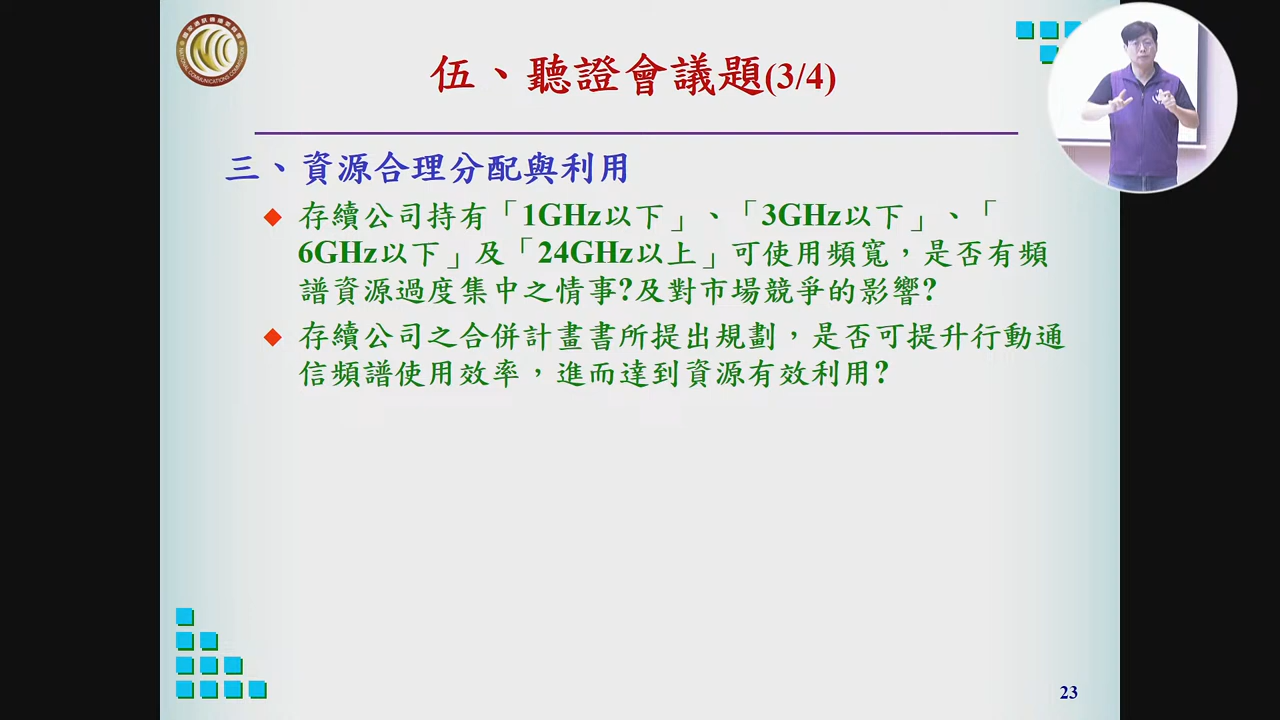 伍、聽證會議題(3/4)
三、資源合理分配與利用
存續公司持有「1GHz以下」、「3GHz以下」、「
6GHz以下」及「24GHz以上」可使用頻寬，是否有頻
譜資源過度集中之情事?及對市場競爭的影響?
存續公司之合併計畫書所提出規劃，是否可提升行動通
信頻譜使用效率，進而達到資源有效利用?
23